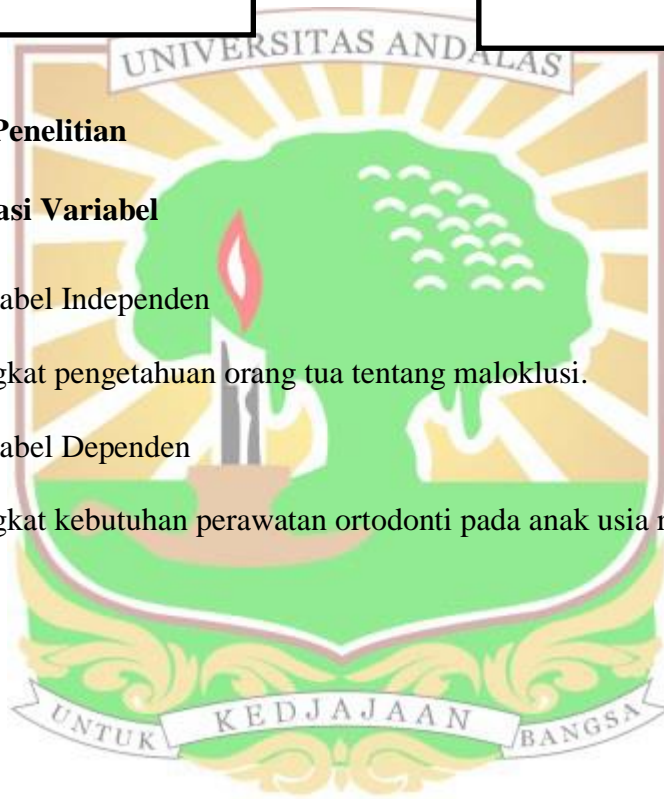 UNIVERSITAS ANDALAS
Penelitian
asi Variabel
abel Independen
gkat pengetahuan orang tua tentang maloklusi.
abel Dependen
gkat kebutuhan perawatan ortodonti pada anak usia
UNTUK KEDJAJAAN BANGSA